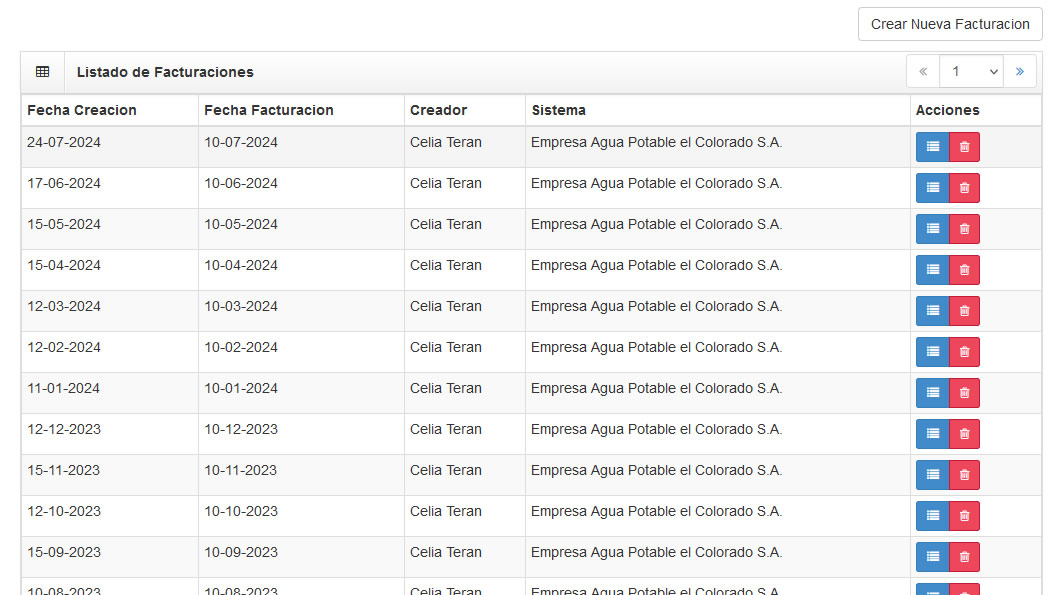 Crear Nueva Facturacion
Listado de Facturaciones « 1 »
Fecha Creacion Fecha Facturacion Creador Sistema Acciones
24-07-2024 10-07-2024 Celia Teran Empresa Agua Potable el Colorado S.A.
17-06-2024 10-06-2024 Celia Teran Empresa Agua Potable el Colorado S.A.
15-05-2024 10-05-2024 Celia Teran Empresa Agua Potable el Colorado S.A.
15-04-2024 10-04-2024 Celia Teran Empresa Agua Potable el Colorado S.A.
12-03-2024 10-03-2024 Celia Teran Empresa Agua Potable el Colorado S.A.
12-02-2024 10-02-2024 Celia Teran Empresa Agua Potable el Colorado S.A.
11-01-2024 10-01-2024 Celia Teran Empresa Agua Potable el Colorado S.A.
12-12-2023 10-12-2023 Celia Teran Empresa Agua Potable el Colorado S.A.
15-11-2023 10-11-2023 Celia Teran Empresa Agua Potable el Colorado S.A.
12-10-2023 10-10-2023 Celia Teran Empresa Agua Potable el Colorado S.A.
15-09-2023 10-09-2023 Celia Teran Empresa Agua Potable el Colorado S.A.
10-08-2023 10-08-2023 Celia Teran Empresa Agua Potable el Colorado S.A.